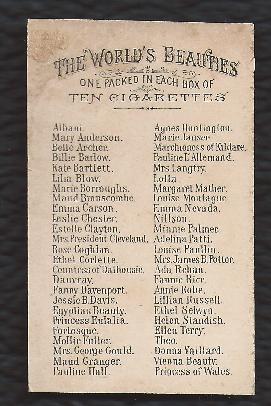 THE WORLD'S BEAUTIES
ONE PACKED IN EACH BOX OF
TEN CIGARETTES
Albani.
Mary Anderson.
Belle Archer.
Billie Barlow.
Kate Bartlett.
Lilla Blow.
Marie Burroughs.
Maud Branscombe.
Emma Carson.
Leslie Chester.
Estelle Clayton.
Mrs. President Cleveland.
Rose Coghlan.
Ethel Corlette.
Countess of Dalhousie.
Dauvray.
Fanny Davenport.
Jessie B. Davis.
Egyptian Beauty.
Princess Eulalia.
Fortesque.
Mollie Fuller.
Mrs. George Gould.
Maud Granger.
Pauline Hall.
Agnes Huntington.
Marie Jansen.
Marchioness of Kildare.
Pauline L'Allemand.
Mrs. Langtry.
Lolla.
Margaret Mather.
Louise Montague
Emma Nevada.
Nillson.
Minnie Palmer.
Adelina Patti.
Louise Paullin.
Mrs. James B. Potter.
Ada Rehan.
Fannie Rice.
Annie Robe.
Lillian Russell.
Ethel Selwyn.
Helen Standish.
Ellen Terry.
Theo.
Donna Vaillard.
Vienna Beauty.
Princess of Wales.